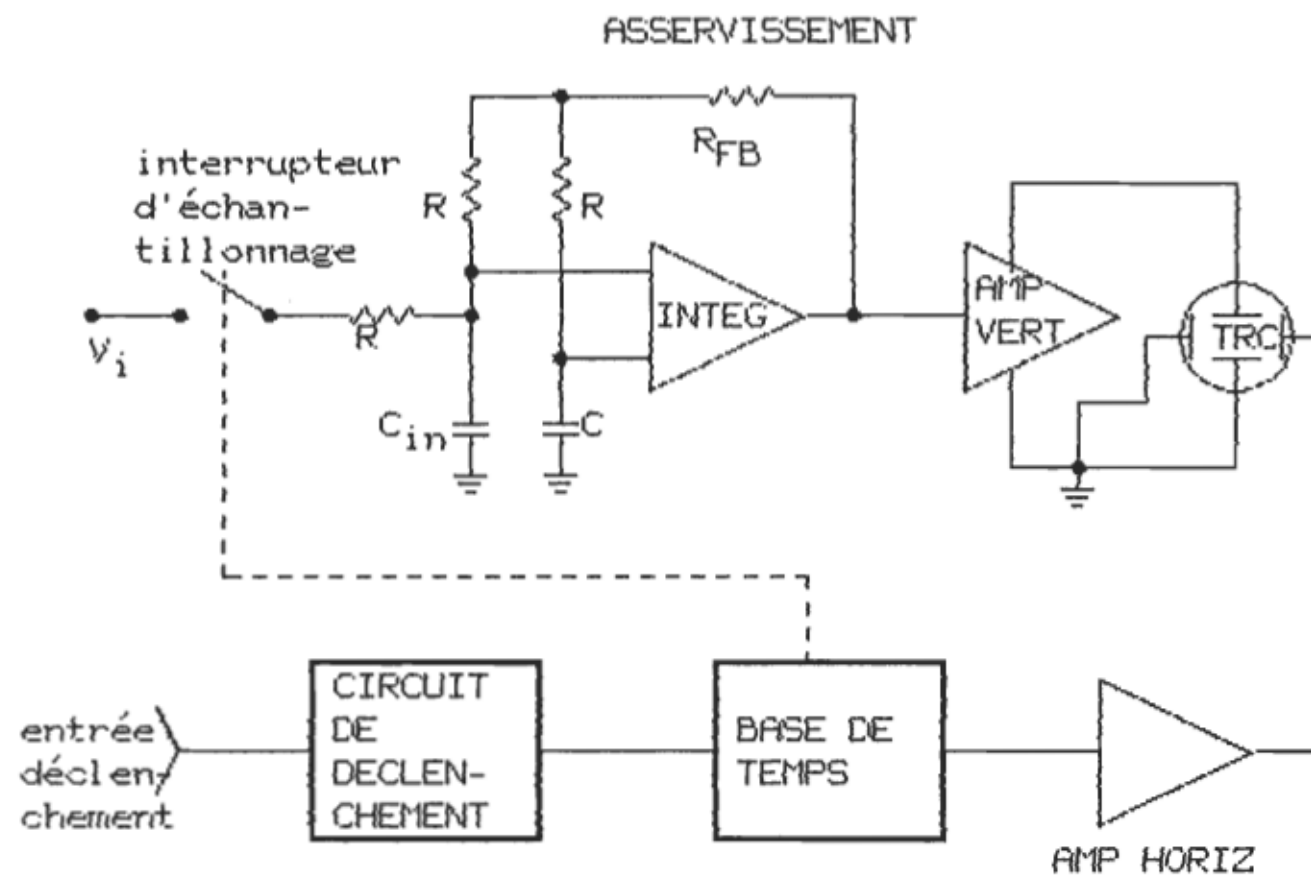 ASSERVISSEMENT
interrupteur
d'échan-
tillonnage
R
R
R_FB
V_i
R
INTEG
AMP
VERT
TRC
C_in
C
entrée
déclen-
chement
CIRCUIT
DE
DECLEN-
CHEMENT
BASE DE
TEMPS
AMP HORIZ